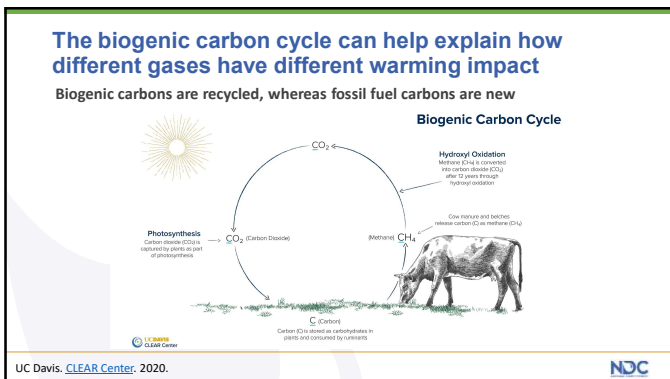 The biogenic carbon cycle can help explain how
different gases have different warming impact
Biogenic carbons are recycled, whereas fossil fuel carbons are new
Biogenic Carbon Cycle
CO₂
Hydroxyl Oxidation
Methane (CH₄) is converted
into carbon dioxide (CO₂)
after 12 years through
hydroxyl oxidation
Cow manure and belches
release carbon (C) as methane (CH₄)
Photosynthesis
Carbon dioxide (CO₂) is
captured by plants as part
of photosynthesis
CO₂ (Carbon Dioxide)
(Methane) CH₄
C (Carbon)
Carbon (C) is stored as carbohydrates in
plants and consumed by ruminants
UC DAVIS
CLEAR Center
UC Davis. CLEAR Center. 2020.
NDC